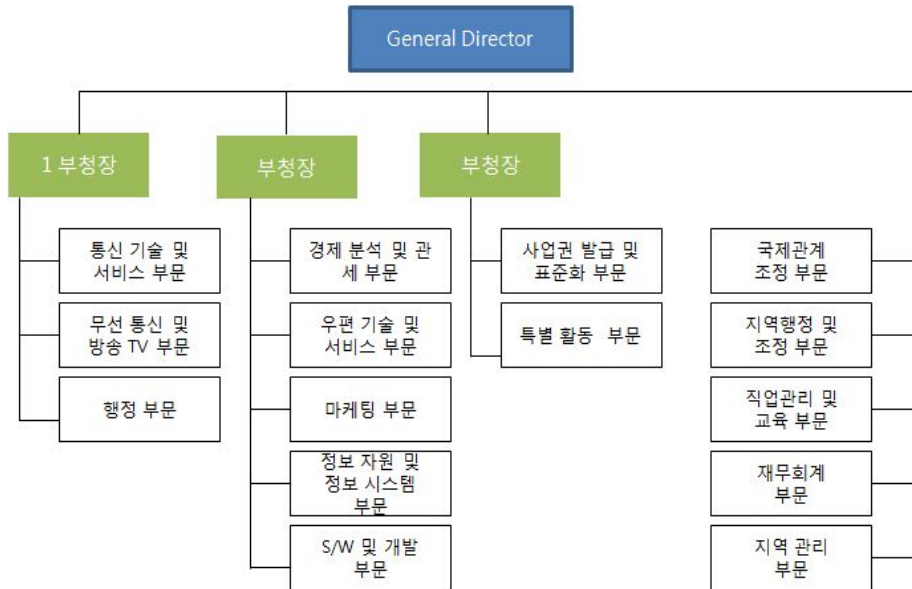 General Director
1 부청장
부청장
부청장
통신 기술 및
서비스 부문
무선 통신 및
방송 TV 부문
행정 부문
경제 분석 및 관
세 부문
우편 기술 및
서비스 부문
마케팅 부문
정보 자원 및
정보 시스템
부문
S/W 및 개발
부문
사업권 발급 및
표준화 부문
특별 활동 부문
국제관계
조정 부문
지역행정 및
조정 부문
직업관리 및
교육 부문
재무회계
부문
지역 관리
부문